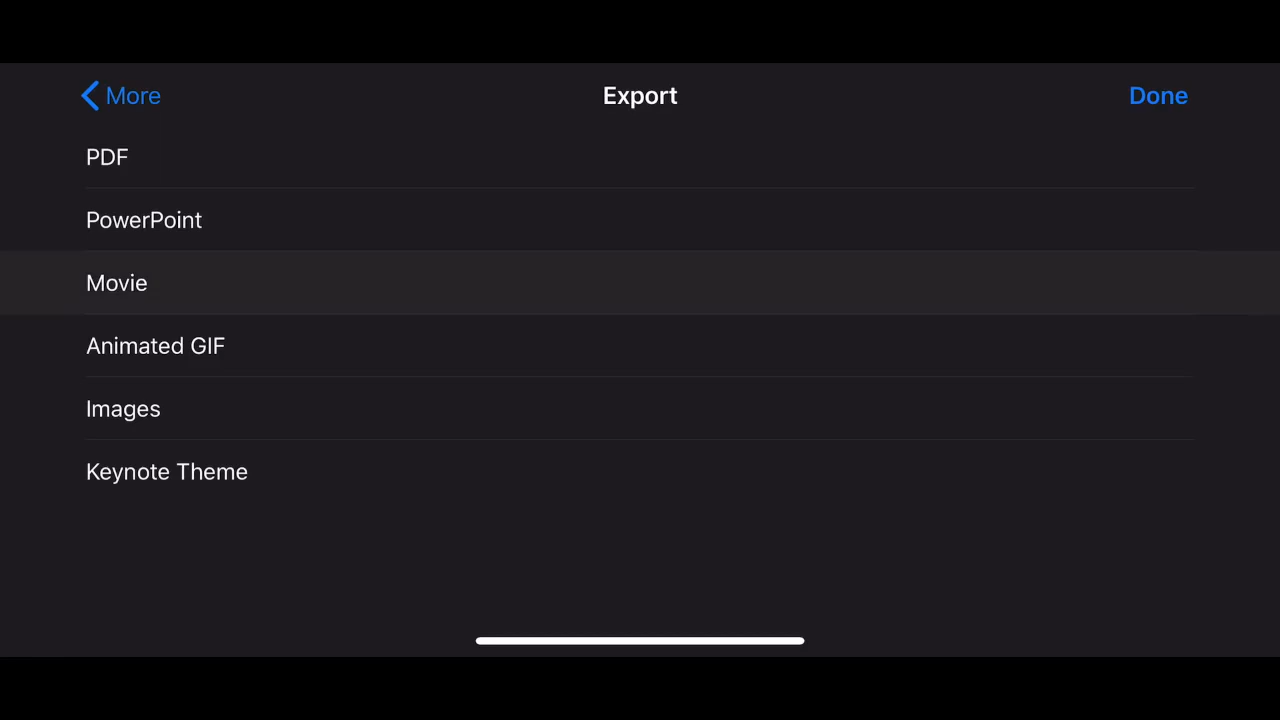 More
Export
Done
PDF
PowerPoint
Movie
Animated GIF
Images
Keynote Theme